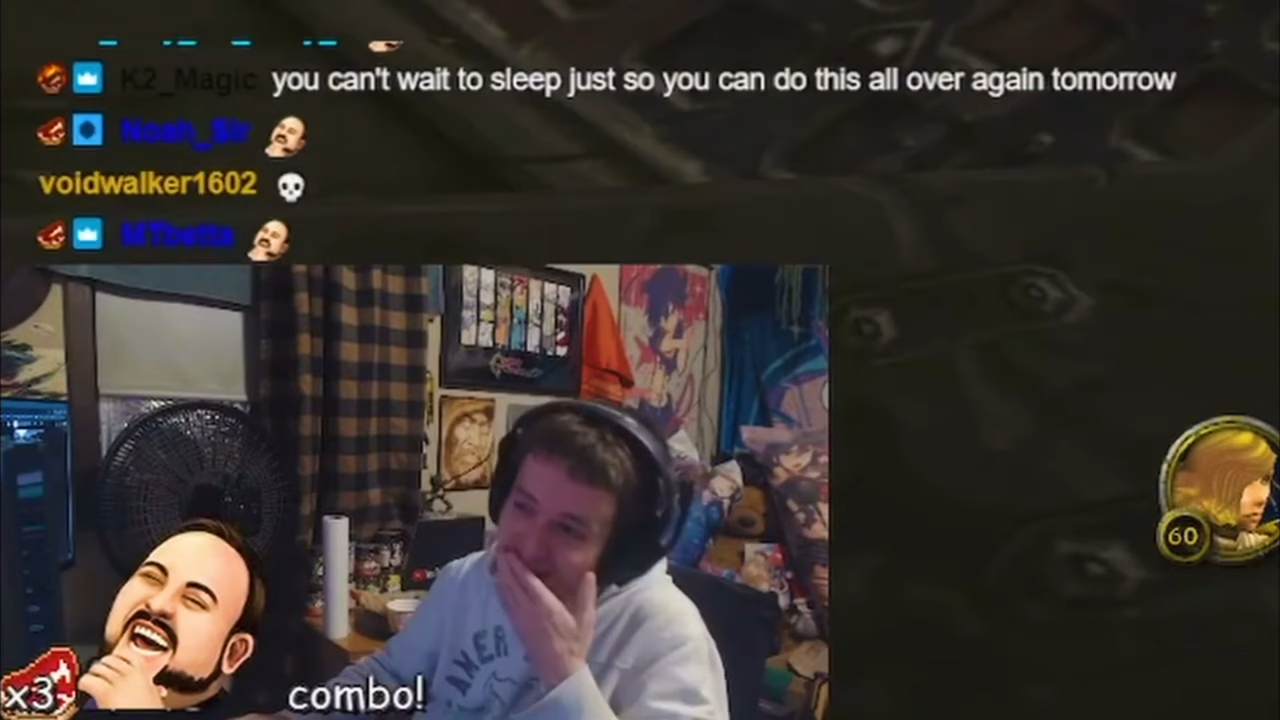 K2_Magic you can't wait to sleep just so you can do this all over again tomorrow
Noah_Sir
voidwalker1602
MTbetts
60
x3
combo!